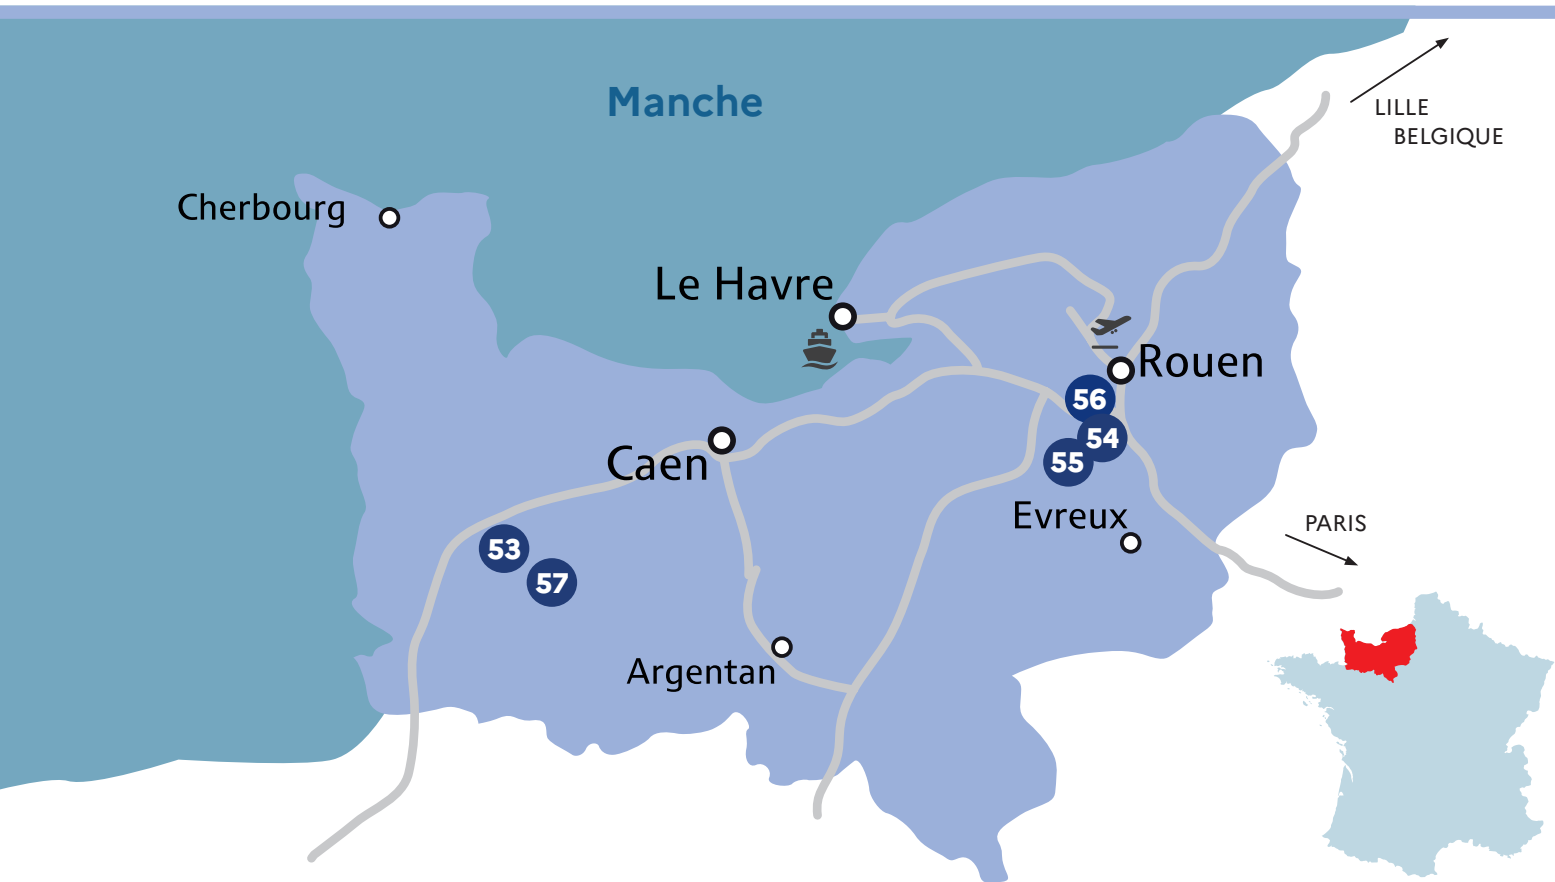 Manche
LILLE
BELGIQUE
Cherbourg
Le Havre
Rouen
56
54
55
Caen
Evreux
PARIS
53
57
Argentan